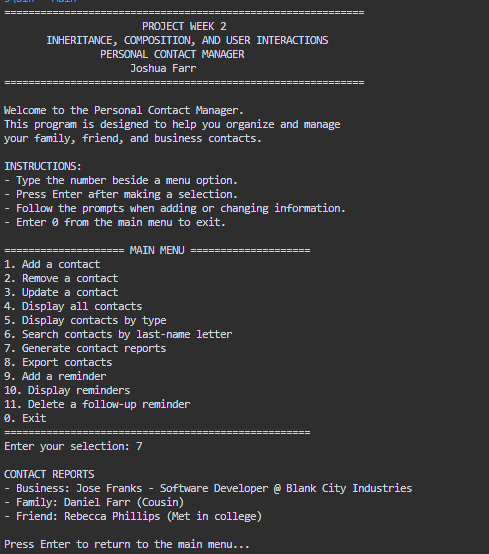 ============================================================
PROJECT WEEK 2
INHERITANCE, COMPOSITION, AND USER INTERACTIONS
PERSONAL CONTACT MANAGER
Joshua Farr
============================================================
Welcome to the Personal Contact Manager.
This program is designed to help you organize and manage
your family, friend, and business contacts.
INSTRUCTIONS:
- Type the number beside a menu option.
- Press Enter after making a selection.
- Follow the prompts when adding or changing information.
- Enter 0 from the main menu to exit.
==================== MAIN MENU ====================
1. Add a contact
2. Remove a contact
3. Update a contact
4. Display all contacts
5. Display contacts by type
6. Search contacts by last-name letter
7. Generate contact reports
8. Export contacts
9. Add a reminder
10. Display reminders
11. Delete a follow-up reminder
0. Exit
===================================================
Enter your selection: 7
CONTACT REPORTS
- Business: Jose Franks - Software Developer @ Blank City Industries
- Family: Daniel Farr (Cousin)
- Friend: Rebecca Phillips (Met in college)
Press Enter to return to the main menu...